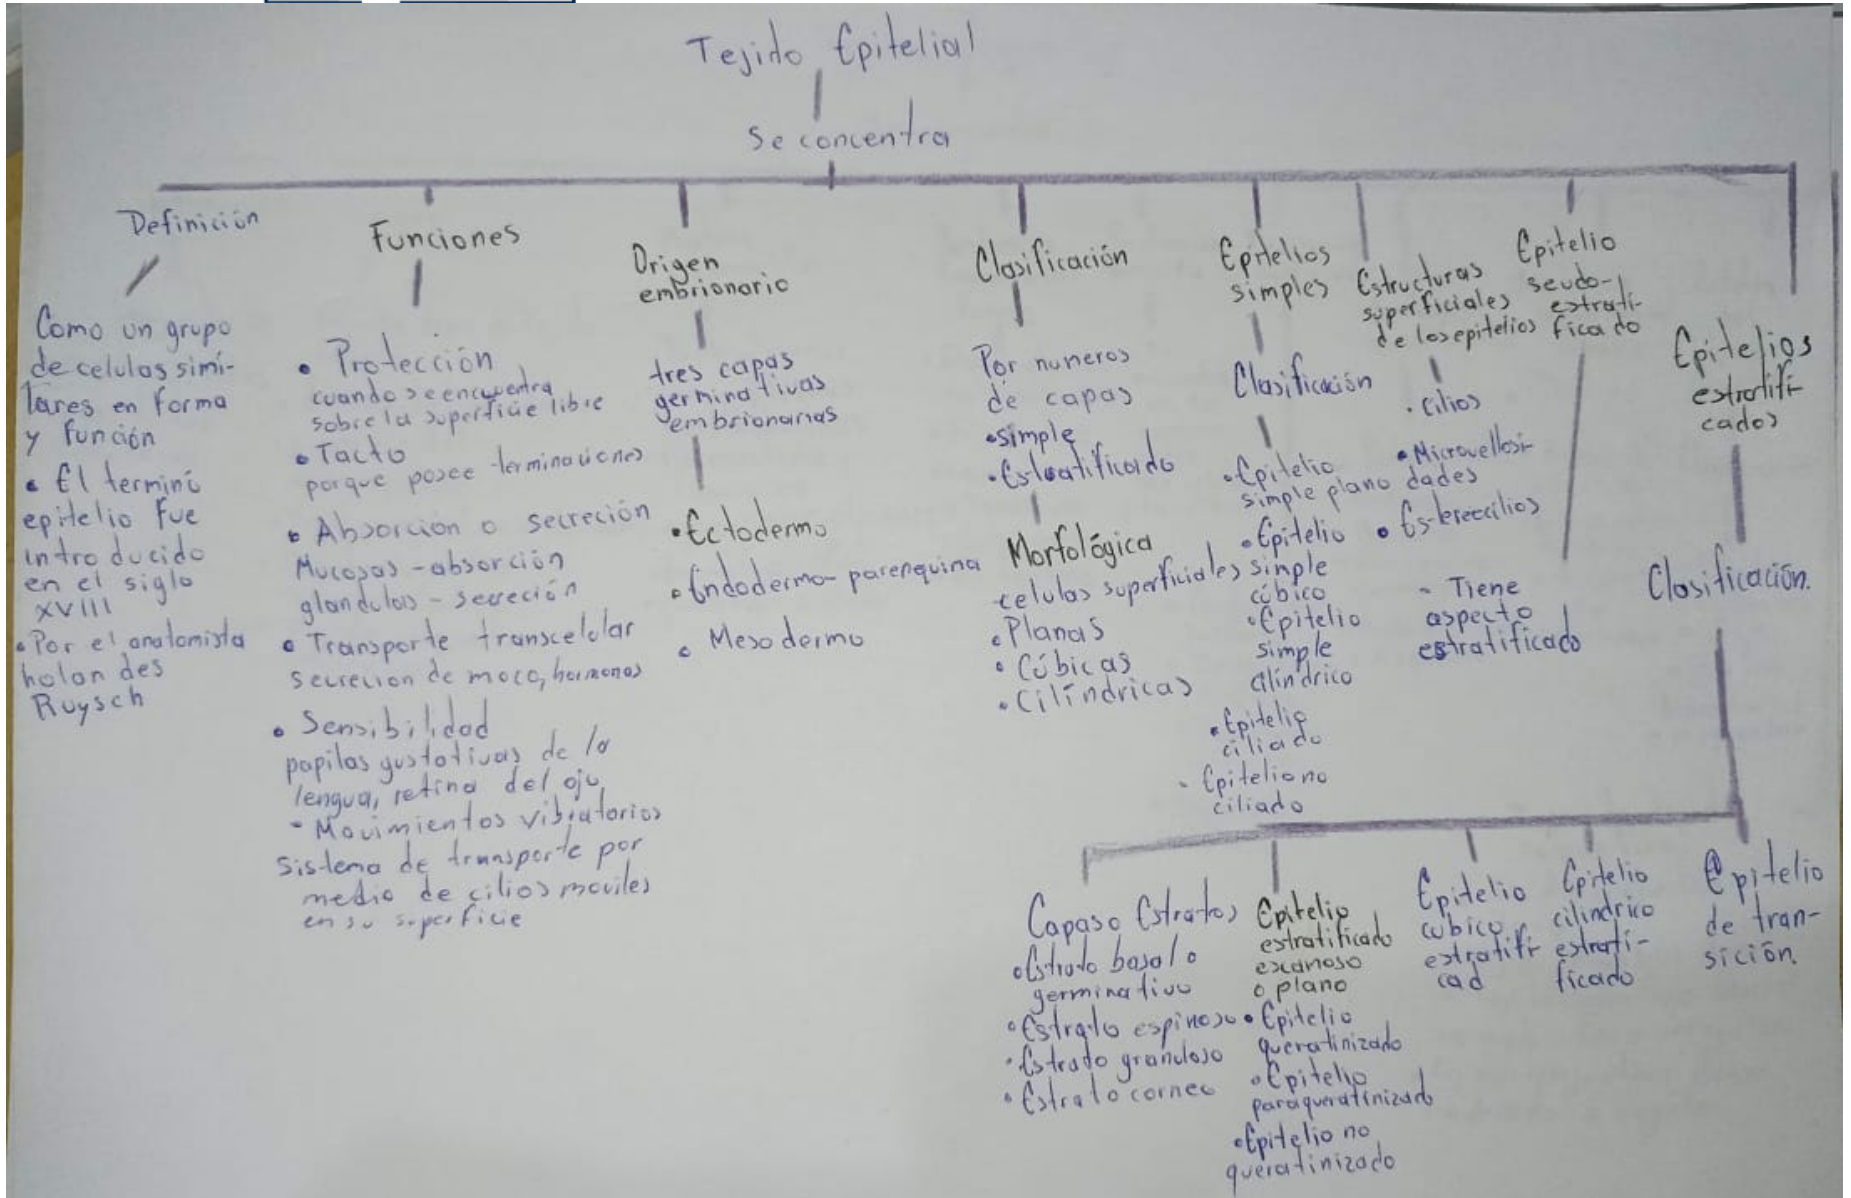 Tejido Epitelial
Se concentra
Definición
Como un grupo
de celulas simi-
lares en forma
y función
• El terminó
epitelio fue
introducido
en el siglo
XVIII
• Por el anatomista
holandes
Ruysch
Funciones
• Protección
cuando se encuentra
sobre la superficie libre
• Tacto
porque posee terminaciones
• Absorción o secreción
Mucosas - absorción
glandulas - secreción
• Transporte transcelular
secrecion de moco, hormonas
• Sensibilidad
papilas gustativas de la
lengua, retina del ojo
- Movimientos vibratorios
Sistema de transporte por
medio de cilios moviles
en su superficie
Origen
embrionario
tres capas
germinativas
embrionarias
• Ectodermo
• Endodermo - parenquina
• Mesodermo
Clasificación
Por numeros
de capas
• simple
• Estratificado
Morfológica
celulas superficiales
• Planas
• Cúbicas
• Cilíndricas
Epitelios
simples
Clasificación
• Epitelio
simple plano
• Epitelio
simple
cúbico
• Epitelio
simple
cilíndrico
• Epitelio
ciliado
- Epitelio no
ciliado
Estructuras
superficiales
de los epitelios
• Cilios
• Microvellosi-
dades
• Estereocilios
Epitelio
seudo-
estrati-
ficado
- Tiene
aspecto
estratificado
Epitelios
estratifi-
cados
Clasificación.
Capas o Estratos
• Estrato basal o
germinativo
• Estrato espinoso
• Estrato granuloso
• Estrato corneo
Epitelio
estratificado
escamoso
o plano
• Epitelio
queratinizado
• Epitelio
paraqueratinizado
• Epitelio no
queratinizado
Epitelio
cubico
estratifi-
cad
Epitelio
cilindrico
estrati-
ficado
Epitelio
de tran-
sición.